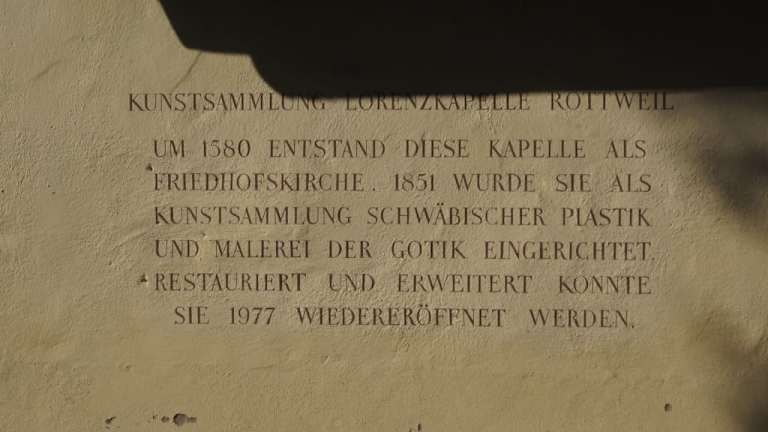 KUNSTSAMMLUNG LORENZKAPELLE ROTTWEIL
UM 1580 ENTSTAND DIESE KAPELLE ALS
FRIEDHOFSKIRCHE. 1851 WURDE SIE ALS
KUNSTSAMMLUNG SCHWÄBISCHER PLASTIK
UND MALEREI DER GOTIK EINGERICHTET.
RESTAURIERT UND ERWEITERT KONNTE
SIE 1977 WIEDERERÖFFNET WERDEN.